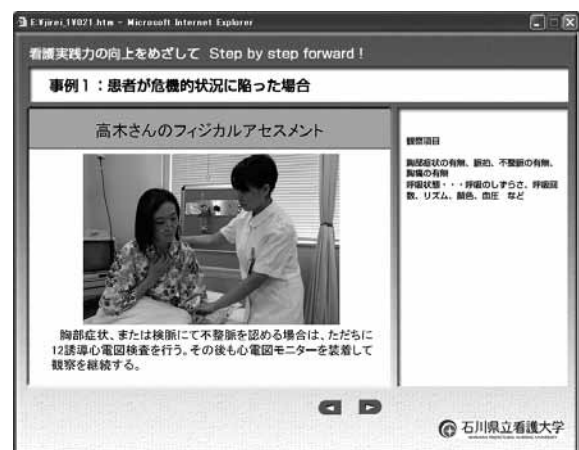 E:¥jirei_1¥021.htm - Microsoft Internet Explorer
看護実践力の向上をめざして Step by step forward!
事例1：患者が危機的状況に陥った場合
高木さんのフィジカルアセスメント
胸部症状、または検脈にて不整脈を認める場合は、ただちに
12誘導心電図検査を行う。その後も心電図モニターを装着して
観察を継続する。
観察項目
胸部症状の有無、脈拍、不整脈の有無、
胸痛の有無
呼吸状態・・・呼吸のしずらさ、呼吸回
数、リズム、顔色、血圧 など
石川県立看護大学